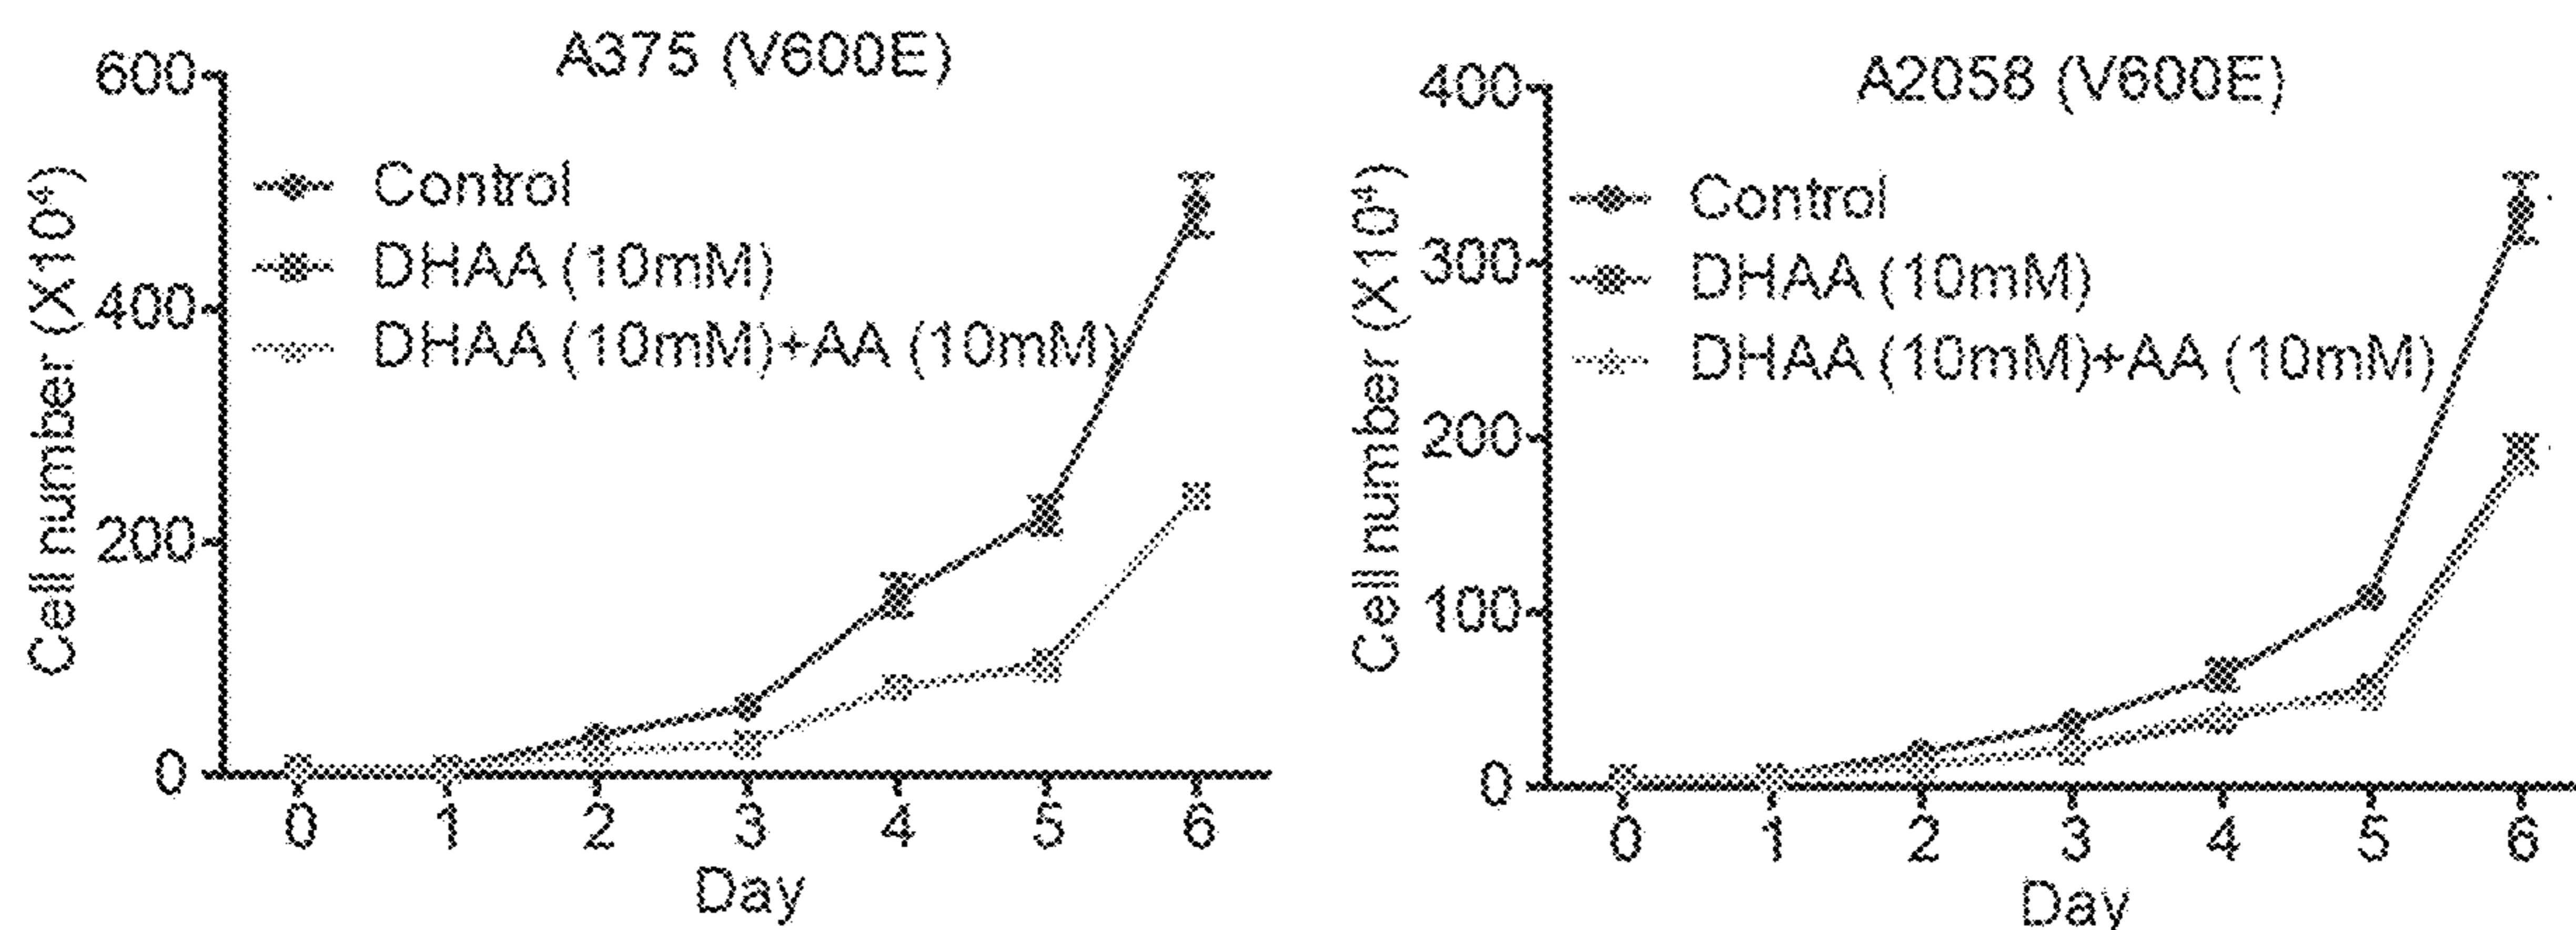 A375 (V600E)
600
400
200
0
Cell number (X10⁴)
Control
DHAA (10mM)
DHAA (10mM)+AA (10mM)
0 1 2 3 4 5 6
Day
A2058 (V600E)
400
300
200
100
0
Cell number (X10⁴)
Control
DHAA (10mM)
DHAA (10mM)+AA (10mM)
0 1 2 3 4 5 6
Day